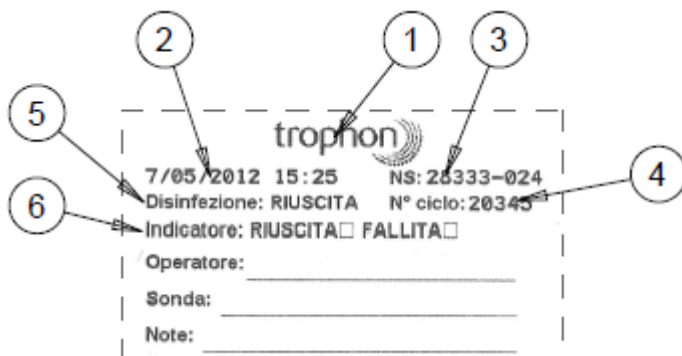 1
2
3
trophon
5
7/05/2012 15:25 NS: 28333-024
4
Disinfezione: RIUSCITA N° ciclo: 20345
6
Indicatore: RIUSCITA□ FALLITA□
Operatore:
Sonda:
Note: